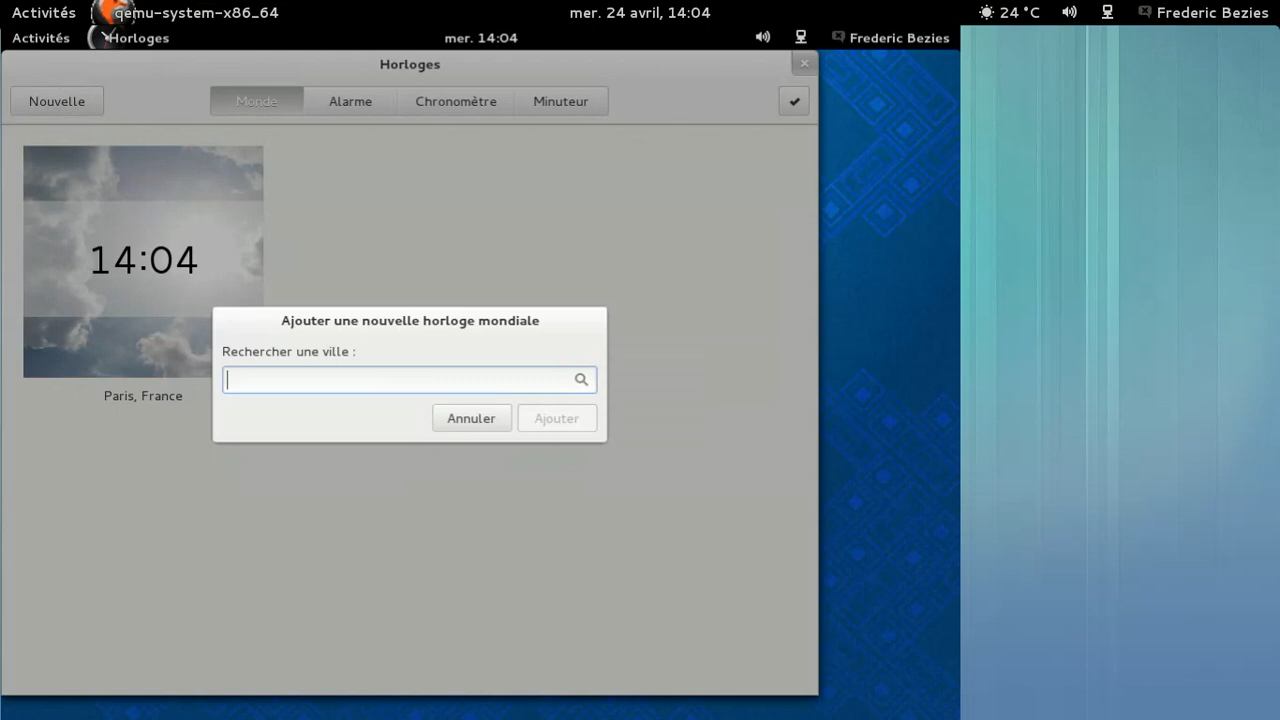 Activités qemu-system-x86_64 mer. 24 avril, 14:04 24 °C Frederic Bezies
Activités Horloges mer. 14:04 Frederic Bezies
Horloges
Nouvelle Monde Alarme Chronomètre Minuteur
14:04
Paris, France
Ajouter une nouvelle horloge mondiale
Rechercher une ville :
Annuler Ajouter